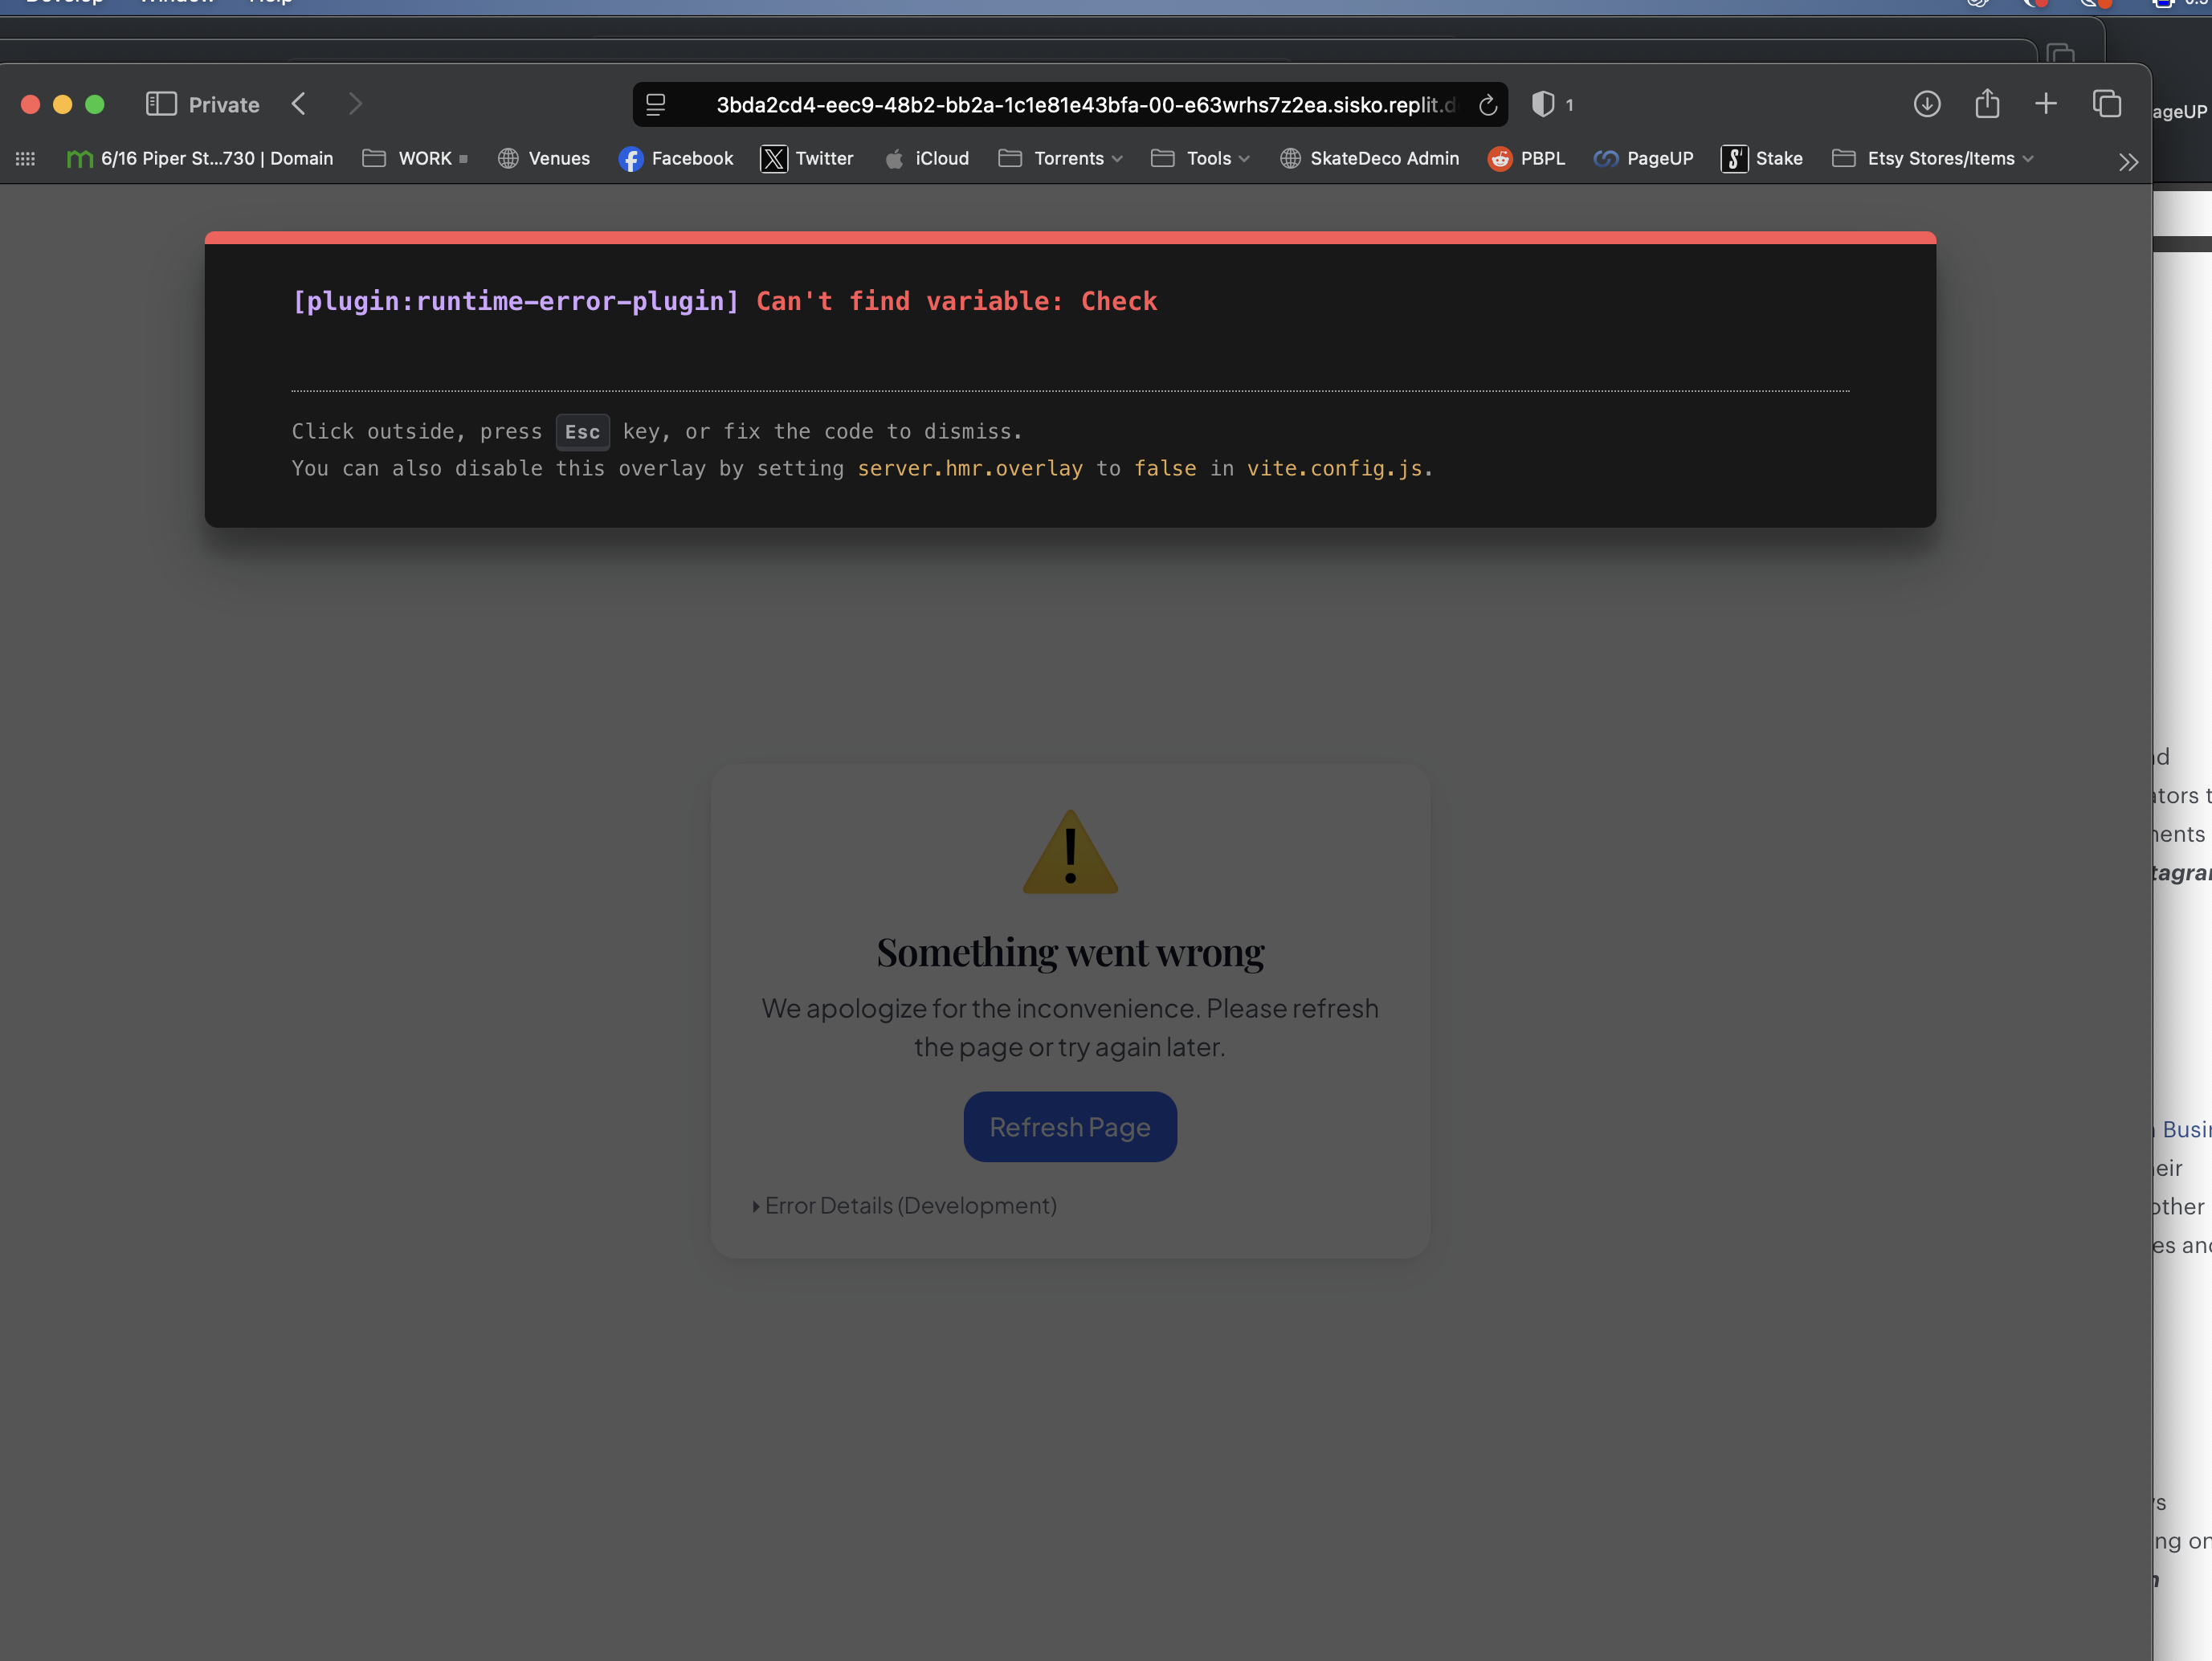 Develop Window Help
Private
3bda2cd4-eec9-48b2-bb2a-1c1e81e43bfa-00-e63wrhs7z2ea.sisko.replit.d
1
ageUP
6/16 Piper St...730 | Domain
WORK
Venues
Facebook
Twitter
iCloud
Torrents
Tools
SkateDeco Admin
PBPL
PageUP
Stake
Etsy Stores/Items
[plugin:runtime-error-plugin] Can't find variable: Check
Click outside, press Esc key, or fix the code to dismiss.
You can also disable this overlay by setting server.hmr.overlay to false in vite.config.js.
Something went wrong
We apologize for the inconvenience. Please refresh
the page or try again later.
Refresh Page
Error Details (Development)
ators t
ents
tagra
Busi
eir
other
es an
ng on